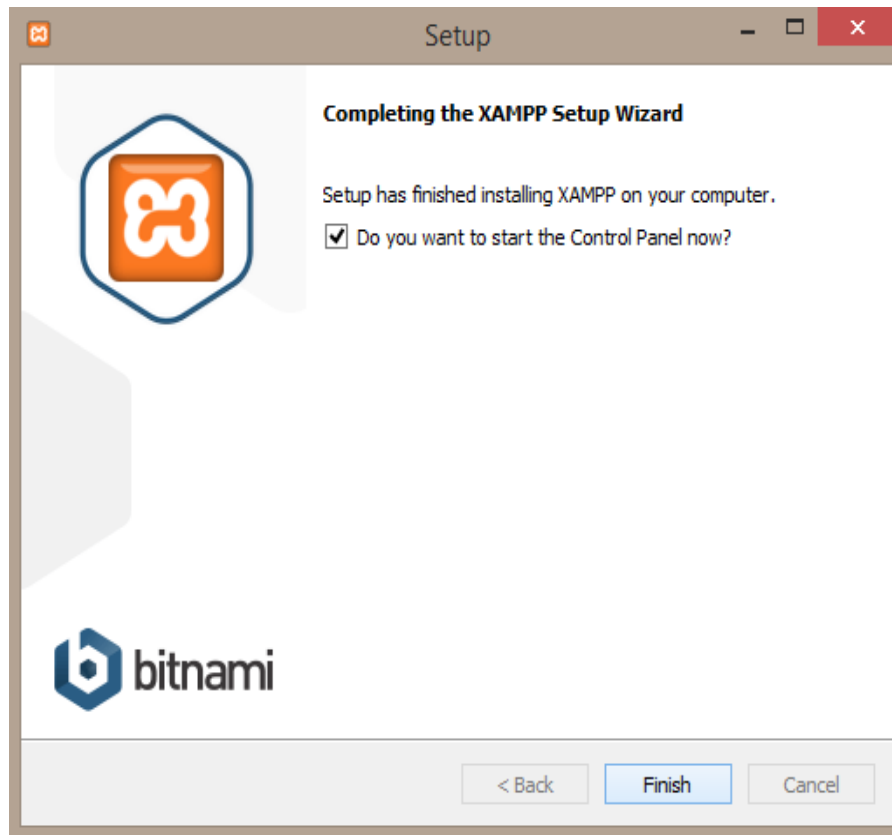 Setup
Completing the XAMPP Setup Wizard
Setup has finished installing XAMPP on your computer.
Do you want to start the Control Panel now?
bitnami
< Back
Finish
Cancel